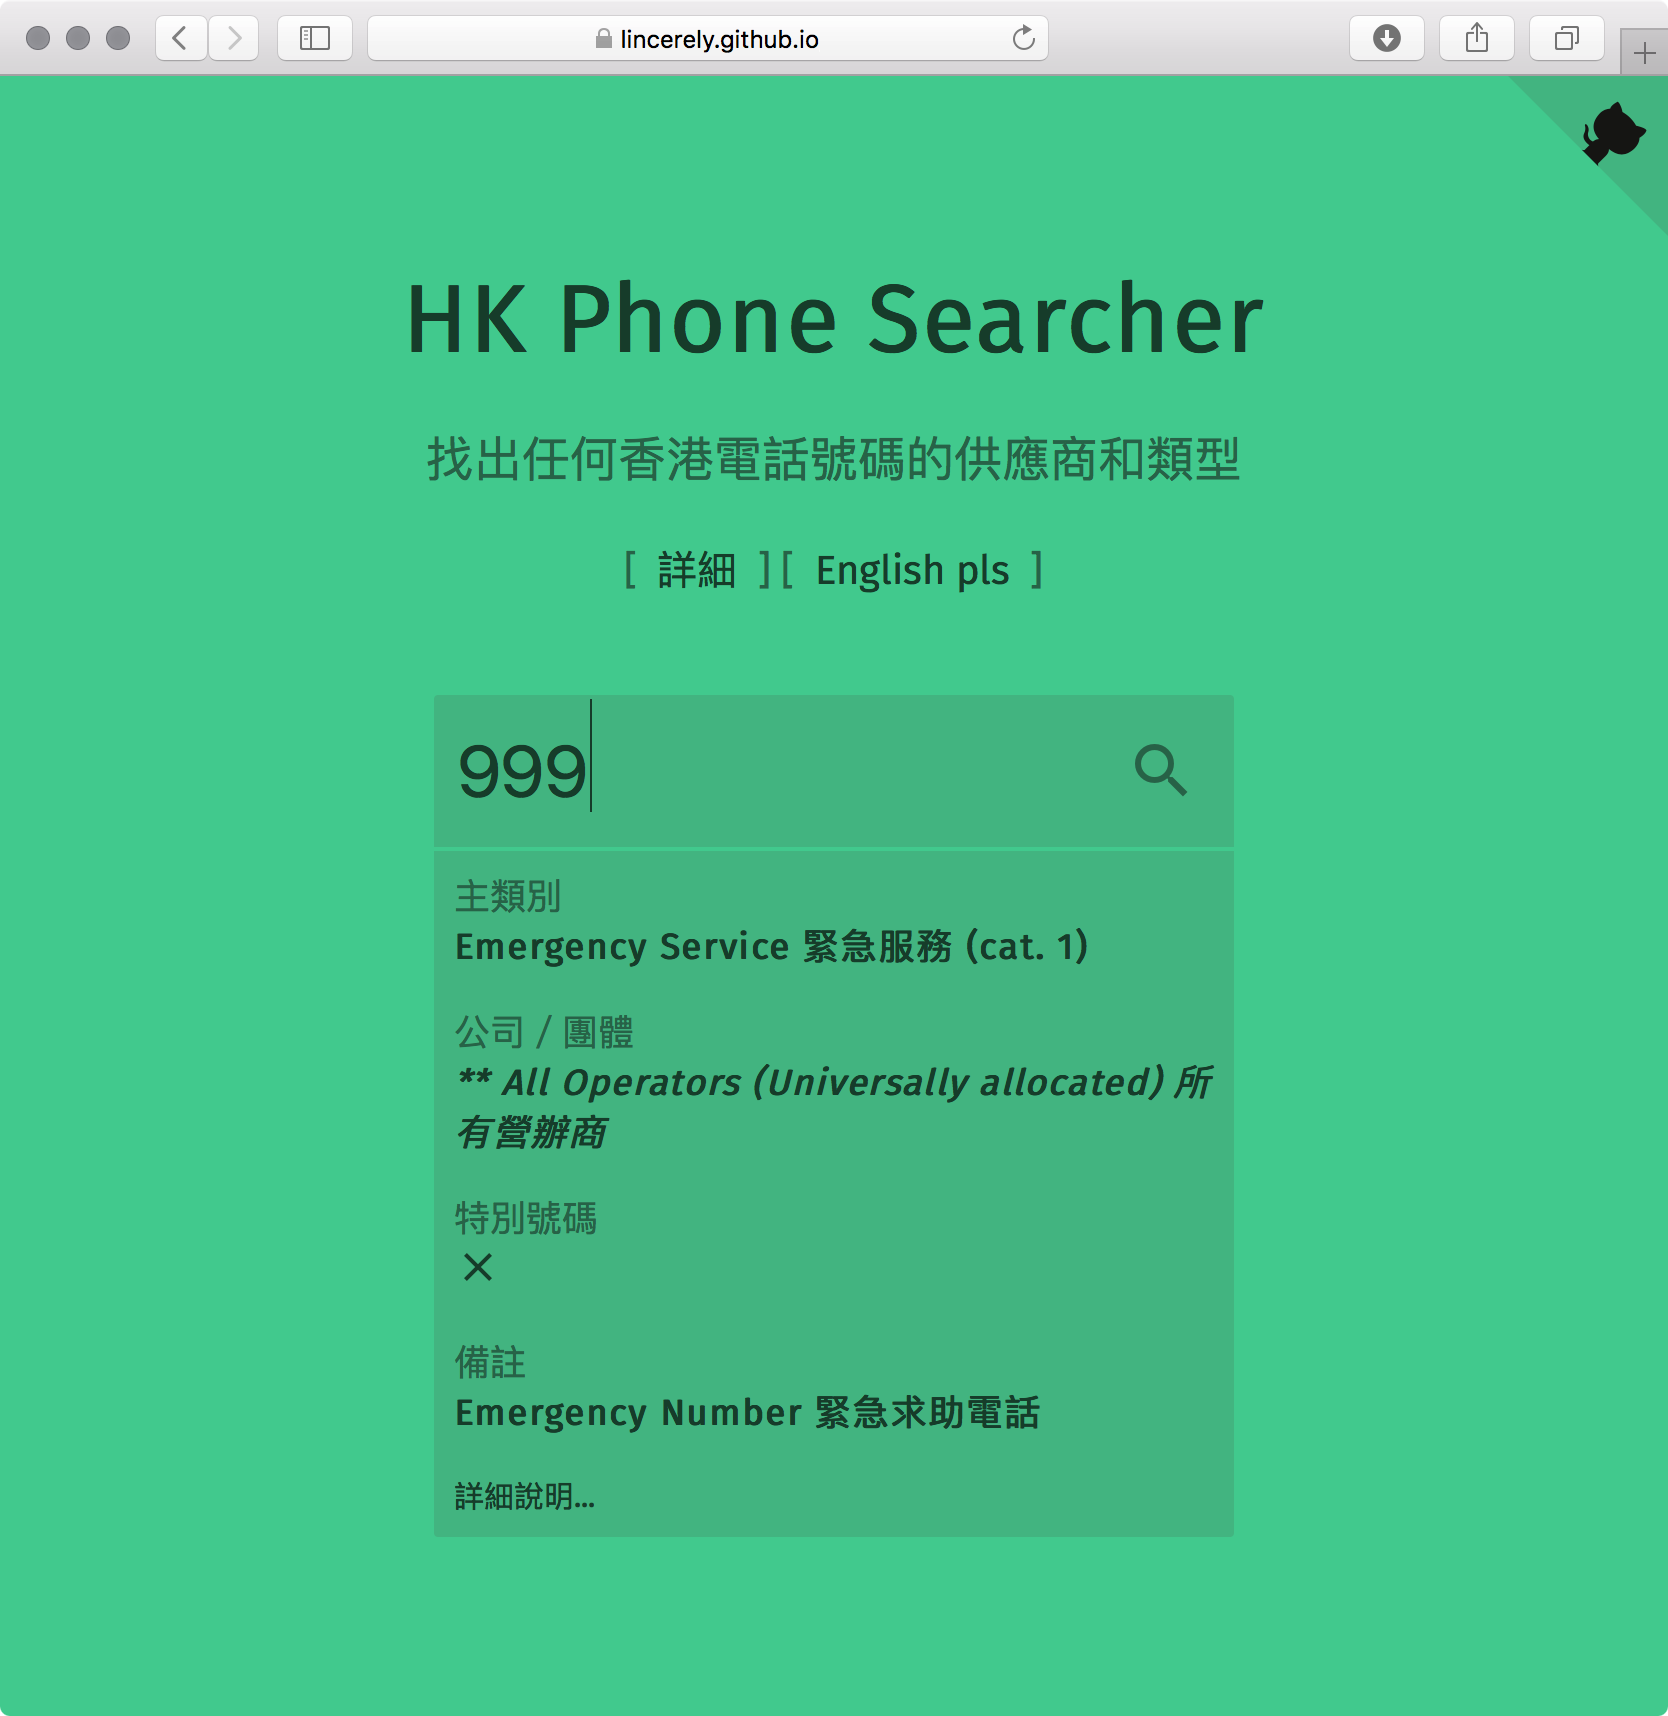 lincerely.github.io
HK Phone Searcher
找出任何香港電話號碼的供應商和類型
[ 詳細 ][ English pls ]
999
主類別
Emergency Service 緊急服務 (cat. 1)
公司 / 團體
** All Operators (Universally allocated) 所
有營辦商
特別號碼
備註
Emergency Number 緊急求助電話
詳細說明...